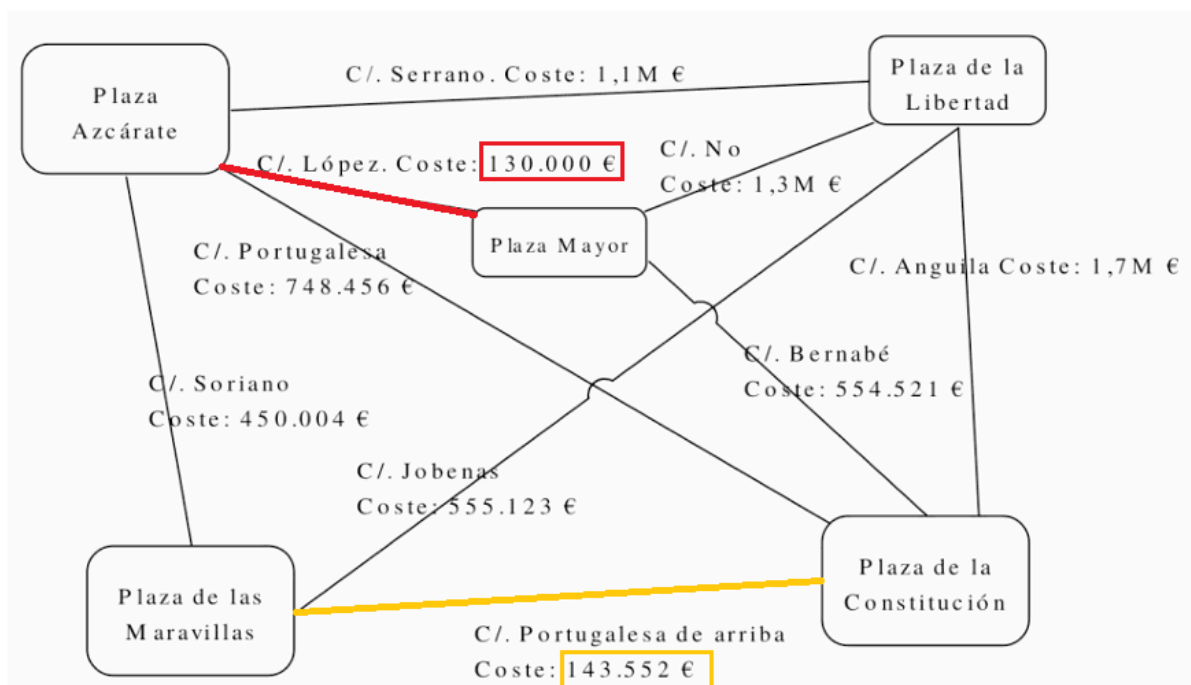 Plaza
Azcárate
C/. Serrano. Coste: 1,1M €
Plaza de la
Libertad
C/. López. Coste: 130.000 €
C/. No
Coste: 1,3M €
Plaza Mayor
C/. Portugalesa
Coste: 748.456 €
C/. Anguila Coste: 1,7M €
C/. Bernabé
Coste: 554.521 €
C/. Soriano
Coste: 450.004 €
C/. Jobenas
Coste: 555.123 €
Plaza de las
Maravillas
Plaza de la
Constitución
C/. Portugalesa de arriba
Coste: 143.552 €